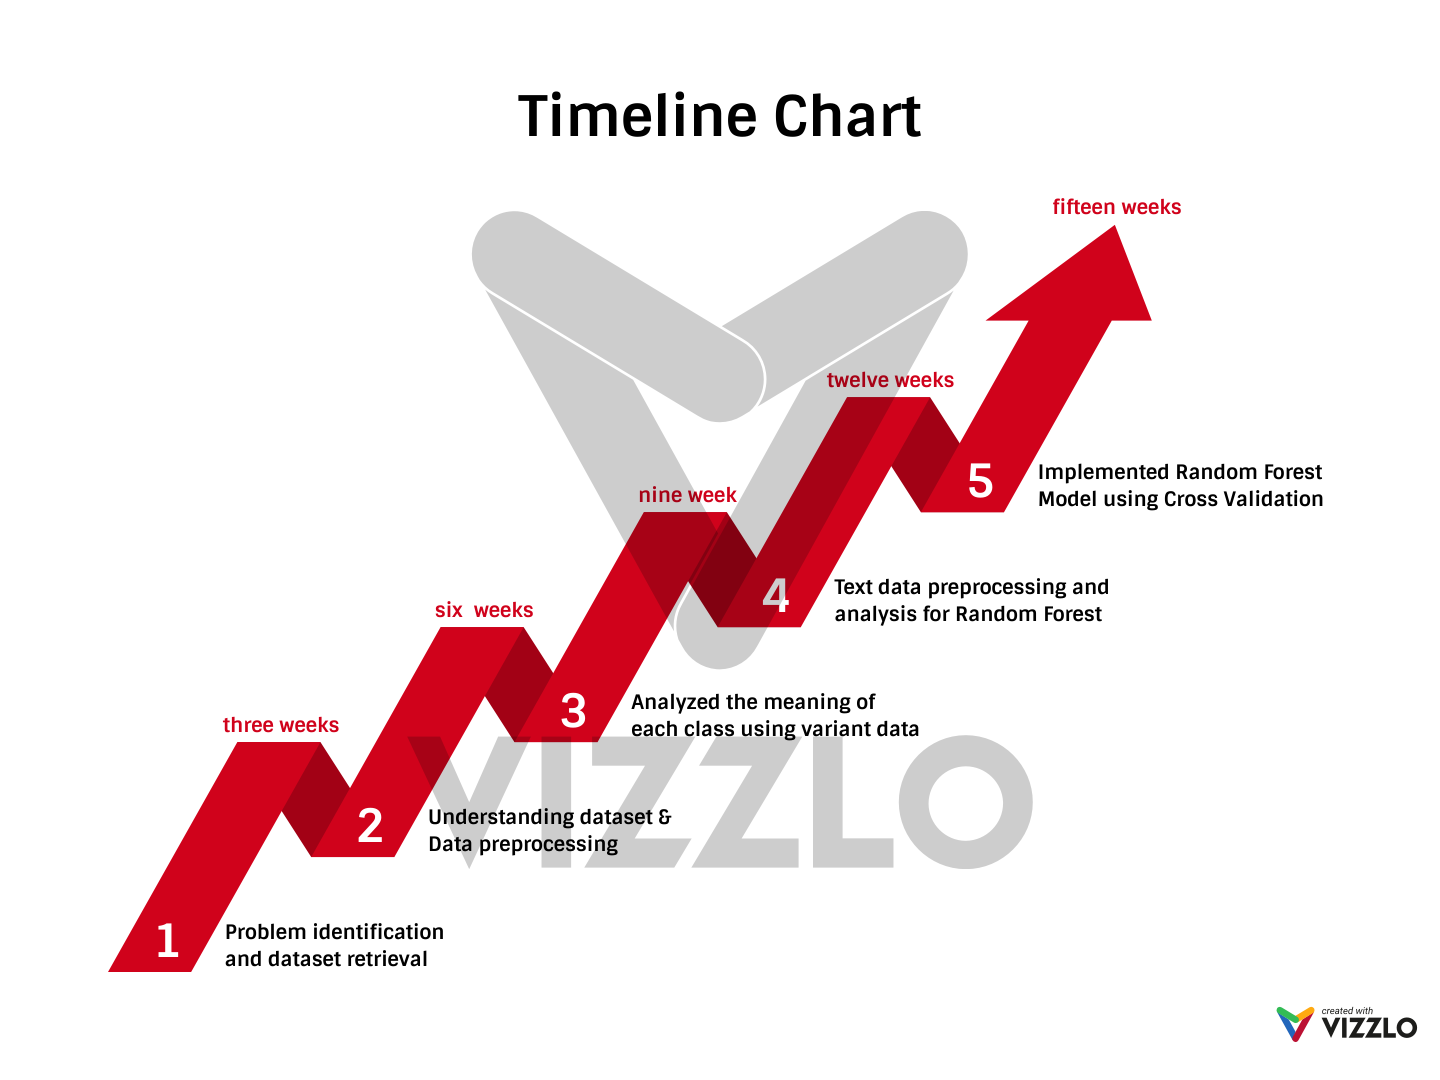 Timeline Chart
fifteen weeks
twelve weeks
5
Implemented Random Forest
Model using Cross Validation
nine week
4
Text data preprocessing and
analysis for Random Forest
six  weeks
3
Analyzed the meaning of
each class using variant data
three weeks
2
Understanding dataset &
Data preprocessing
1
Problem identification
and dataset retrieval
VIZZLO
created with
VIZZLO